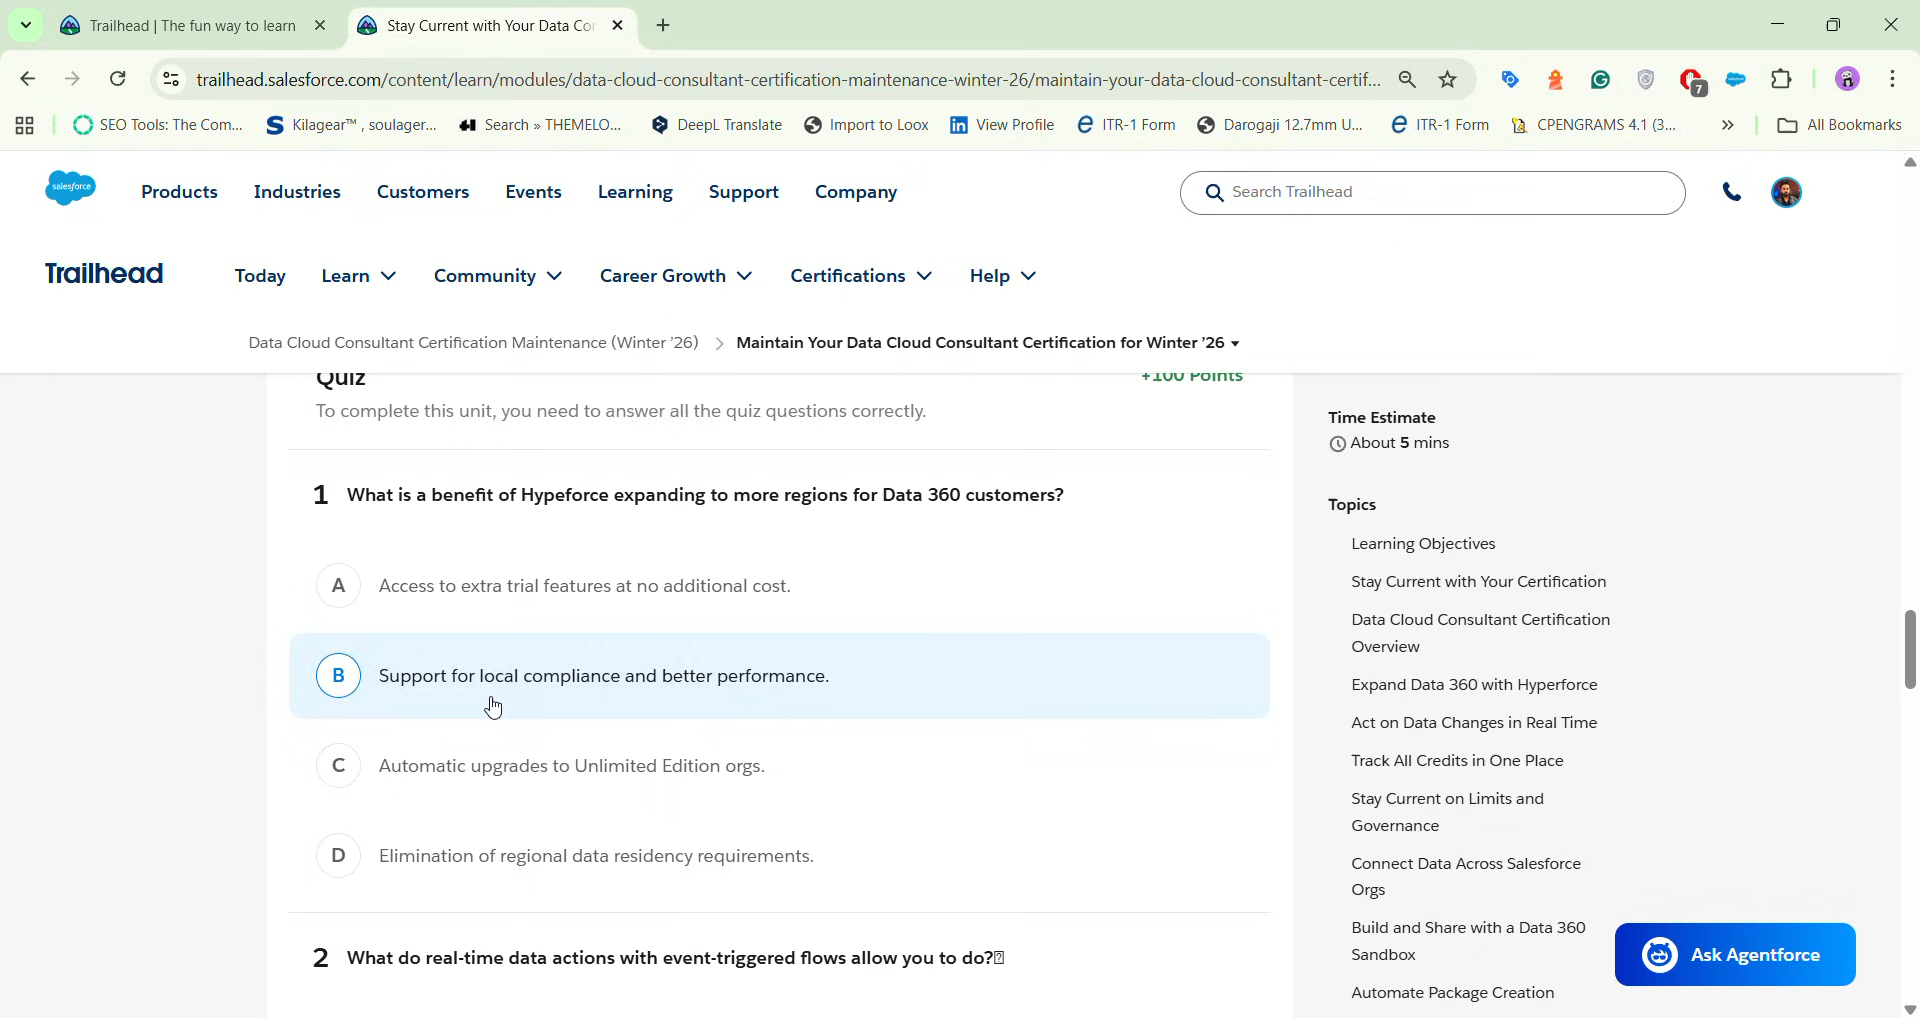 Trailhead | The fun way to learn
Stay Current with Your Data Co
trailhead.salesforce.com/content/learn/modules/data-cloud-consultant-certification-maintenance-winter-26/maintain-your-data-cloud-consultant-certif...
7
SEO Tools: The Com...
Kilagear™ , soulager...
Search » THEMELO...
DeepL Translate
Import to Loox
View Profile
ITR-1 Form
Darogaji 12.7mm U...
ITR-1 Form
CPENGRAMS 4.1 (3...
»
All Bookmarks
salesforce
Products
Industries
Customers
Events
Learning
Support
Company
Search Trailhead
Trailhead
Today
Learn
Community
Career Growth
Certifications
Help
Data Cloud Consultant Certification Maintenance (Winter '26)
Maintain Your Data Cloud Consultant Certification for Winter '26
Quiz
+100 Points
To complete this unit, you need to answer all the quiz questions correctly.
1 What is a benefit of Hypeforce expanding to more regions for Data 360 customers?
A Access to extra trial features at no additional cost.
B Support for local compliance and better performance.
C Automatic upgrades to Unlimited Edition orgs.
D Elimination of regional data residency requirements.
2 What do real-time data actions with event-triggered flows allow you to do?
Time Estimate
About 5 mins
Topics
Learning Objectives
Stay Current with Your Certification
Data Cloud Consultant Certification
Overview
Expand Data 360 with Hyperforce
Act on Data Changes in Real Time
Track All Credits in One Place
Stay Current on Limits and
Governance
Connect Data Across Salesforce
Orgs
Build and Share with a Data 360
Sandbox
Automate Package Creation
Ask Agentforce